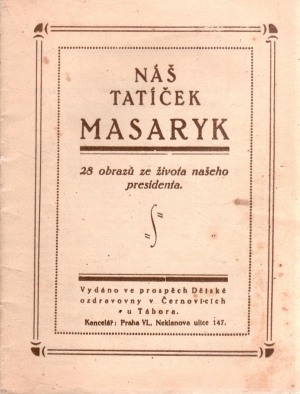 NÁŠ
TATÍČEK
MASARYK
28 obrazů ze života našeho
presidenta.
Vydáno ve prospěch Dětské
ozdravovny v Černovicích
u Tábora.
Kancelář: Praha VI., Neklanova ulice 147.